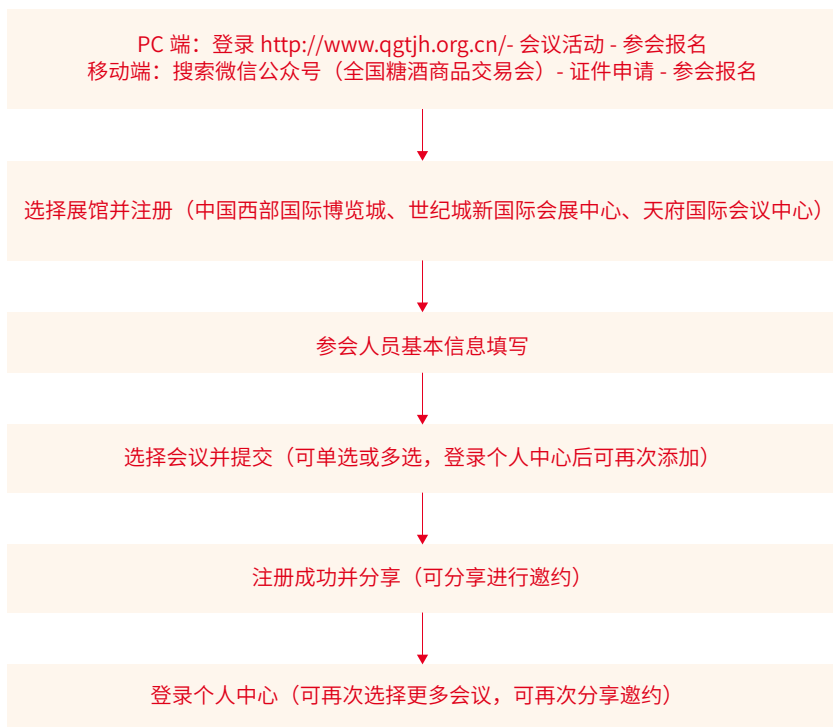 PC 端：登录 http://www.qgtjh.org.cn/- 会议活动 - 参会报名
移动端：搜索微信公众号（全国糖酒商品交易会）- 证件申请 - 参会报名
选择展馆并注册（中国西部国际博览城、世纪城新国际会展中心、天府国际会议中心）
参会人员基本信息填写
选择会议并提交（可单选或多选，登录个人中心后可再次添加）
注册成功并分享（可分享进行邀约）
登录个人中心（可再次选择更多会议，可再次分享邀约）